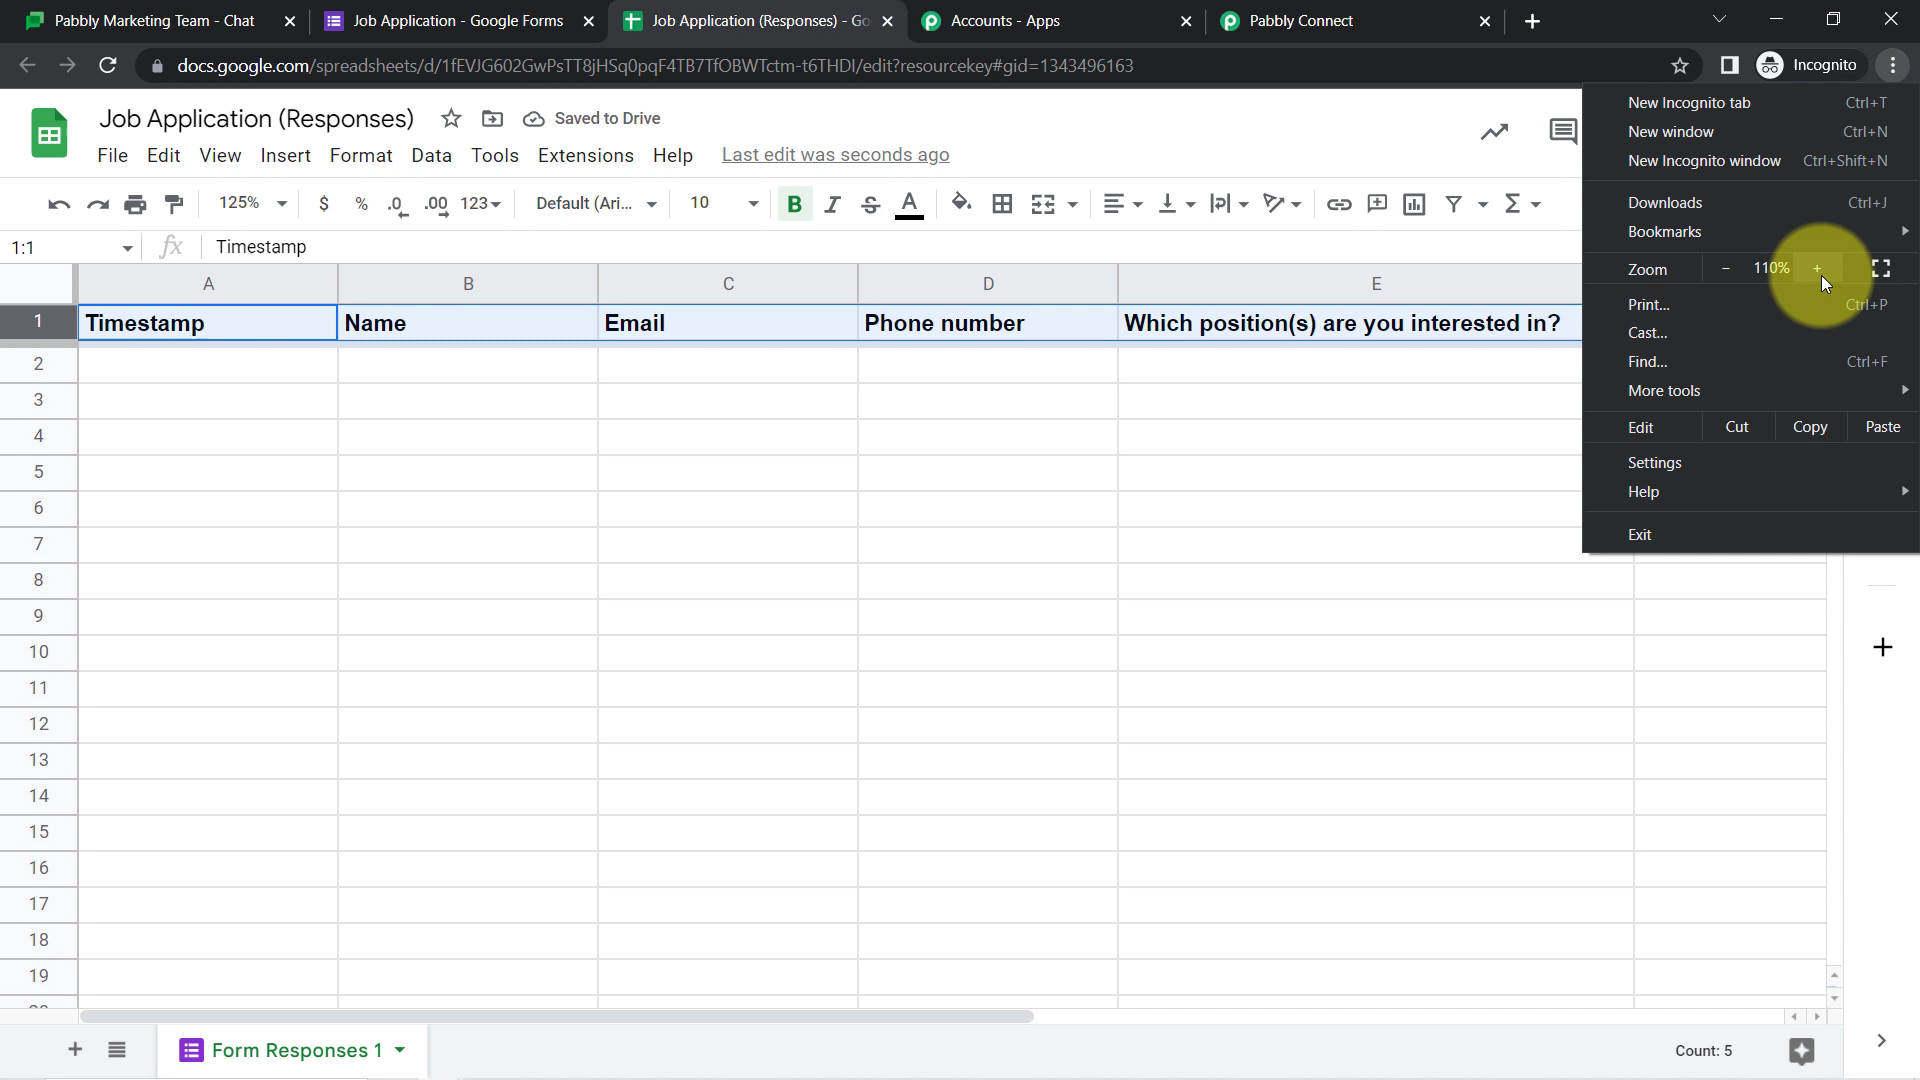 Pabbly Marketing Team - Chat
Job Application - Google Forms
Job Application (Responses) - Go
Accounts - Apps
Pabbly Connect
docs.google.com/spreadsheets/d/1fEVJG602GwPsTT8jHSq0pqF4TB7TfOBWTctm-t6THDI/edit?resourcekey#gid=1343496163
Incognito
Job Application (Responses)
Saved to Drive
File Edit View Insert Format Data Tools Extensions Help
Last edit was seconds ago
125%
$ % .0 .00 123
Default (Ari...
10
B I S A
1:1
fx
Timestamp
A B C D E
1 Timestamp Name Email Phone number Which position(s) are you interested in?
2
3
4
5
6
7
8
9
10
11
12
13
14
15
16
17
18
19
New Incognito tab Ctrl+T
New window Ctrl+N
New Incognito window Ctrl+Shift+N
Downloads Ctrl+J
Bookmarks
Zoom - 110% +
Print... Ctrl+P
Cast...
Find... Ctrl+F
More tools
Edit Cut Copy Paste
Settings
Help
Exit
Form Responses 1
Count: 5